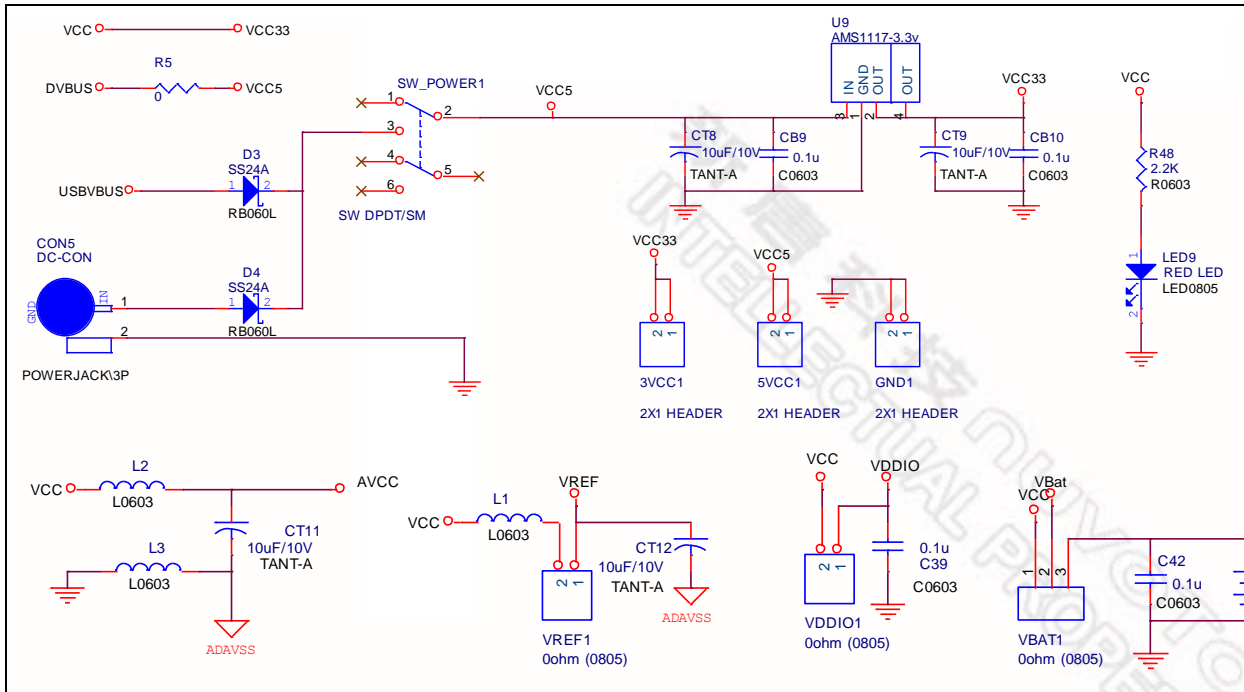 VCC
VCC33
R5
0
DVBUS
VCC5
SW_POWER1
1
2
3
4
5
6
SW DPDT/SM
VCC5
U9
AMS1117-3.3v
IN
GND
OUT
OUT
3
1
2
4
CT8
10uF/10V
TANT-A
CB9
0.1u
C0603
CT9
10uF/10V
TANT-A
VCC33
CB10
0.1u
C0603
VCC
R48
2.2K
R0603
1
LED9
RED LED
LED0805
2
D3
SS24A
1
2
RB060L
USBVBUS
CON5
DC-CON
GND
IN
1
2
POWERJACK\3P
D4
SS24A
1
2
RB060L
VCC33
2
1
3VCC1
2X1 HEADER
VCC5
2
1
5VCC1
2X1 HEADER
2
1
GND1
2X1 HEADER
L2
VCC
L0603
AVCC
CT11
10uF/10V
TANT-A
L3
L0603
ADAVSS
L1
VCC
L0603
VREF
2
1
CT12
10uF/10V
TANT-A
ADAVSS
VREF1
0ohm (0805)
VCC
VDDIO
2
1
0.1u
C39
C0603
VDDIO1
0ohm (0805)
VBat
VCC
1
2
3
C42
0.1u
C0603
VBAT1
0ohm (0805)
新唐科技 nuvoTo
INTELLECTUAL PROPE